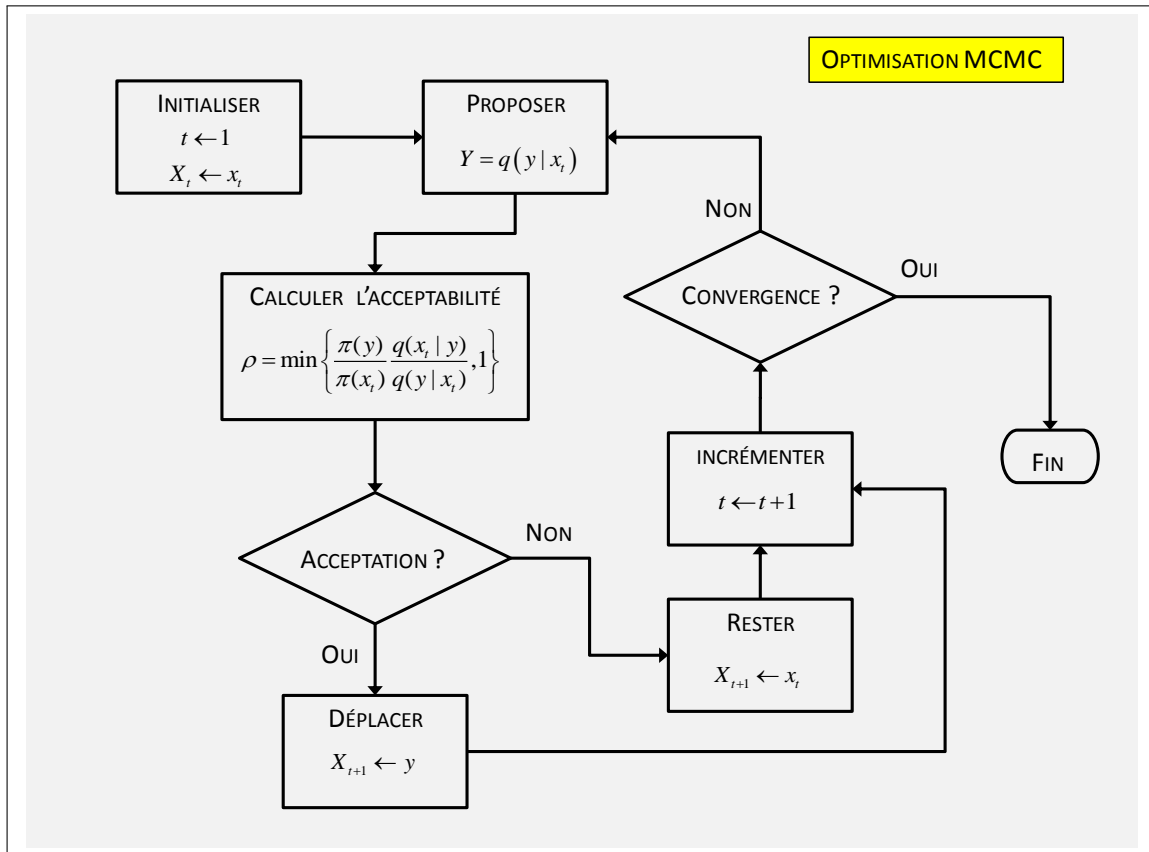 OPTIMISATION MCMC
INITIALISER
t ← 1
X_t ← x_t
PROPOSER
Y = q(y | x_t)
NON
OUI
CALCULER L'ACCEPTABILITÉ
ρ = min{π(y)/π(x_t) q(x_t | y)/q(y | x_t), 1}
CONVERGENCE ?
INCRÉMENTER
t ← t+1
FIN
ACCEPTATION ?
NON
OUI
RESTER
X_{t+1} ← x_t
DÉPLACER
X_{t+1} ← y